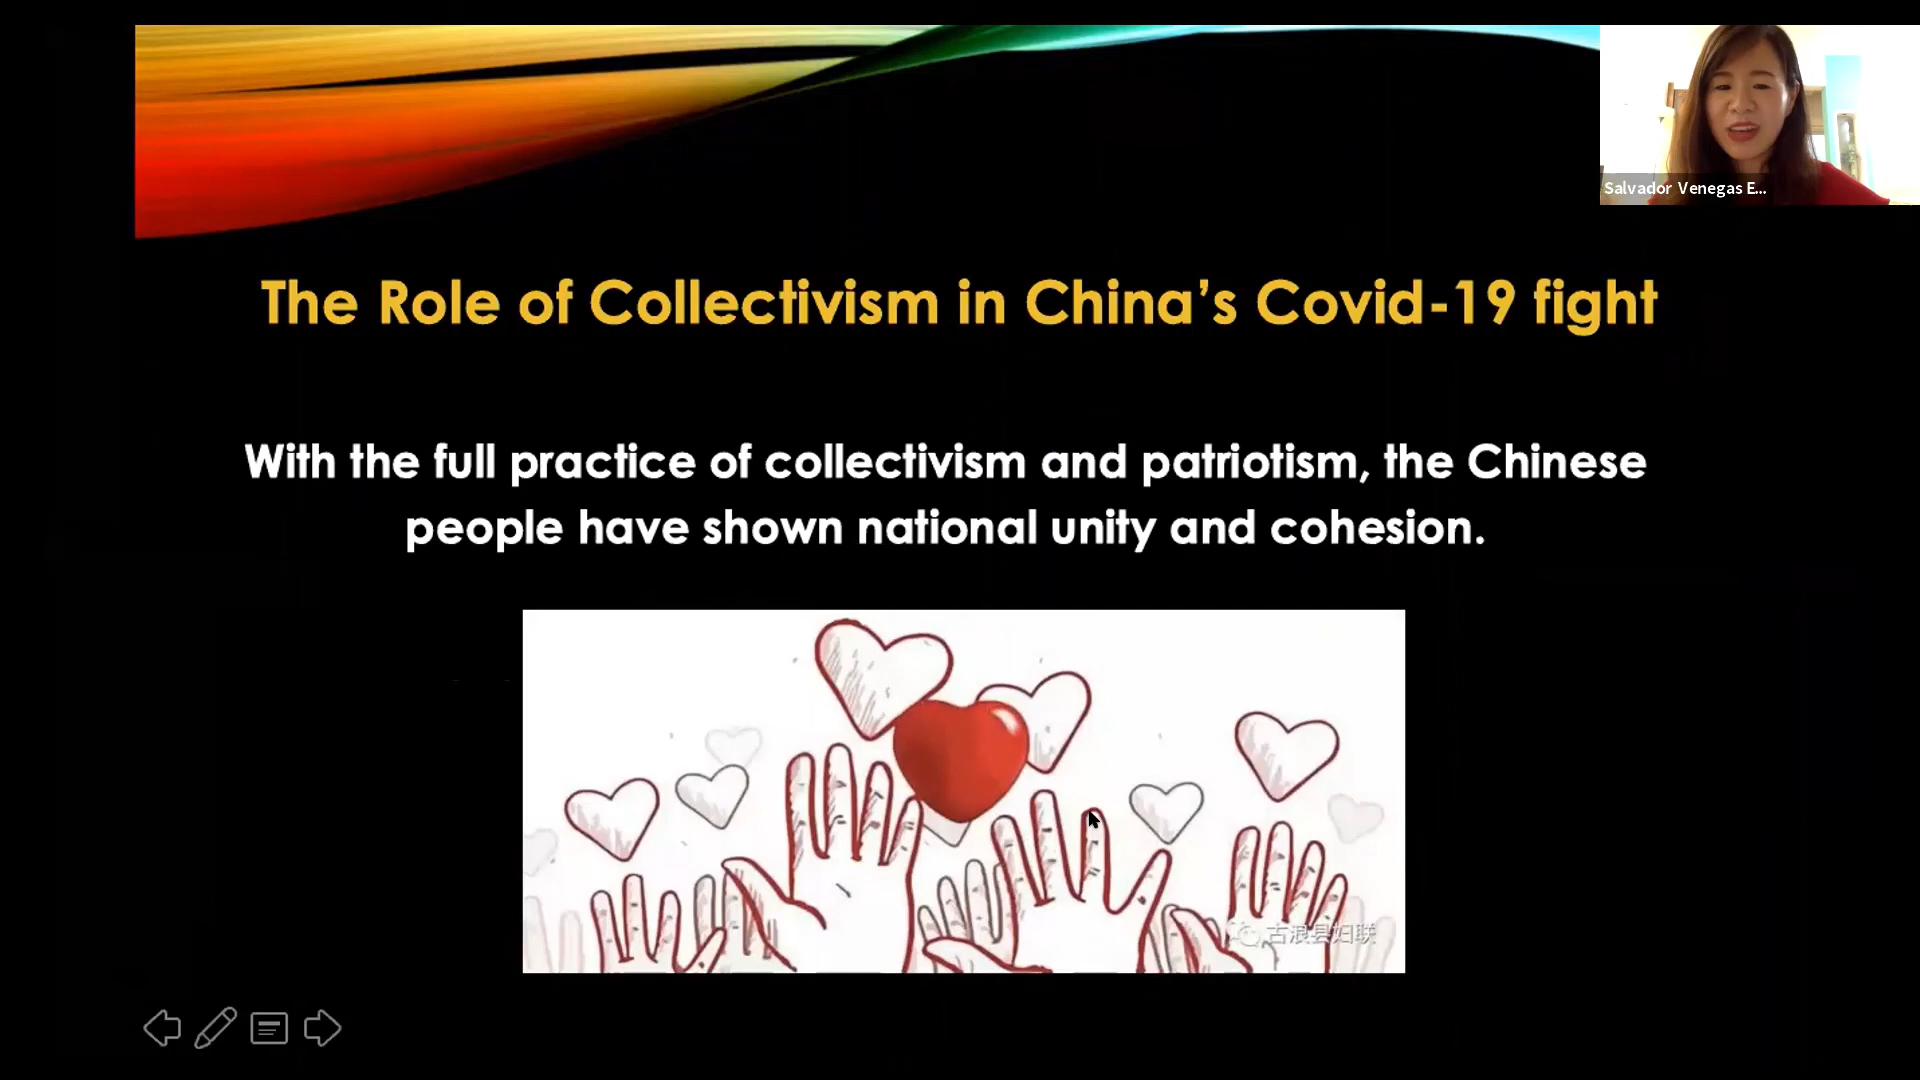 Salvador Venegas E...
The Role of Collectivism in China’s Covid-19 fight
With the full practice of collectivism and patriotism, the Chinese
people have shown national unity and cohesion.
古浪县妇联